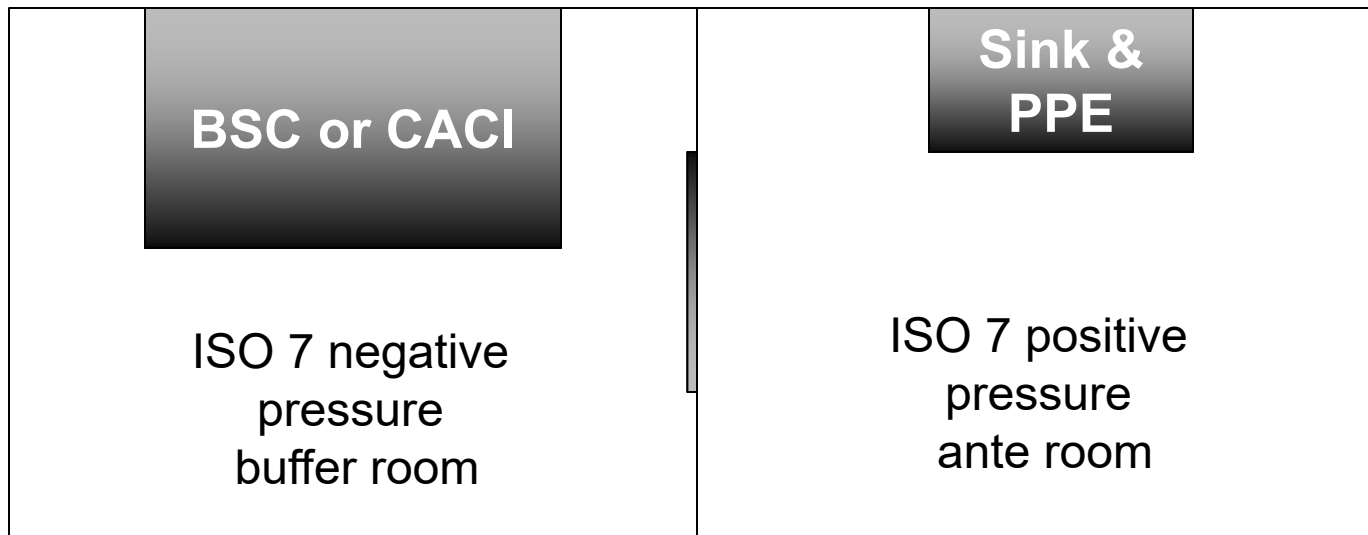 BSC or CACI
ISO 7 negative
pressure
buffer room
Sink &
PPE
ISO 7 positive
pressure
ante room